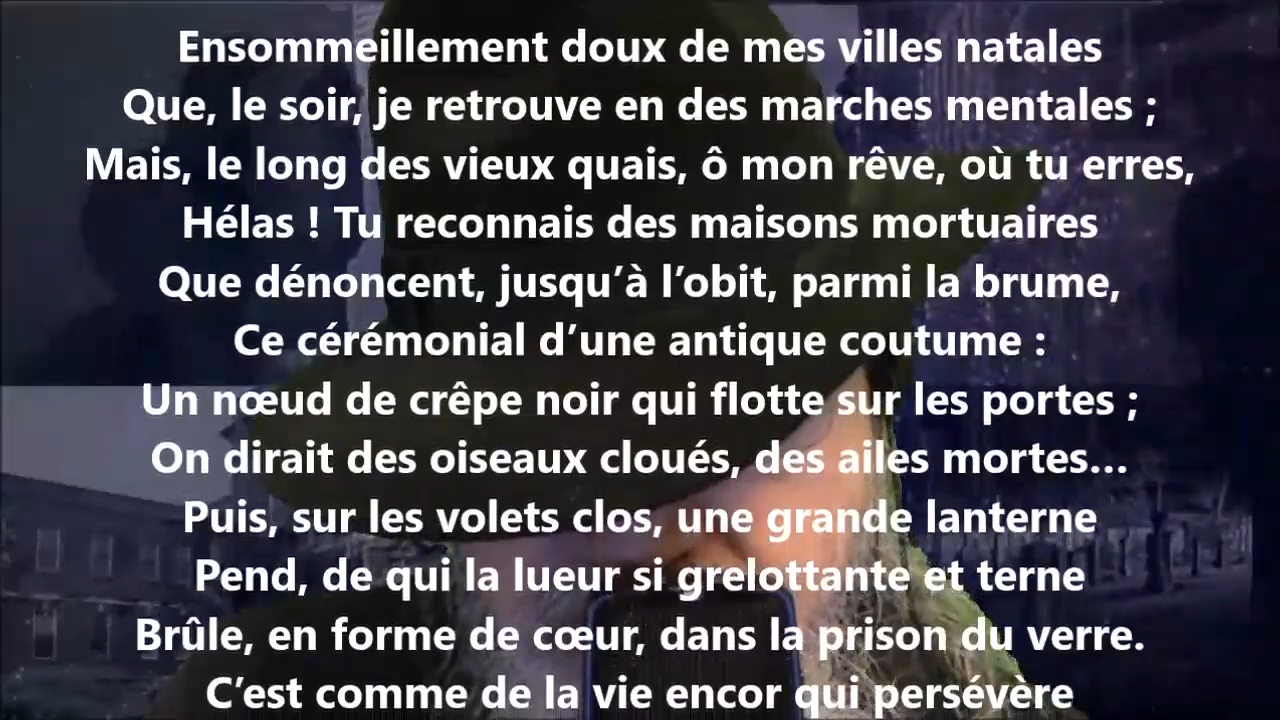 Ensommeillement doux de mes villes natales
Que, le soir, je retrouve en des marches mentales ;
Mais, le long des vieux quais, ô mon rêve, où tu erres,
Hélas ! Tu reconnais des maisons mortuaires
Que dénoncent, jusqu’à l’obit, parmi la brume,
Ce cérémonial d’une antique coutume :
Un nœud de crêpe noir qui flotte sur les portes ;
On dirait des oiseaux cloués, des ailes mortes...
Puis, sur les volets clos, une grande lanterne
Pend, de qui la lueur si grelottante et terne
Brûle, en forme de cœur, dans la prison du verre.
C’est comme de la vie encor qui persévère